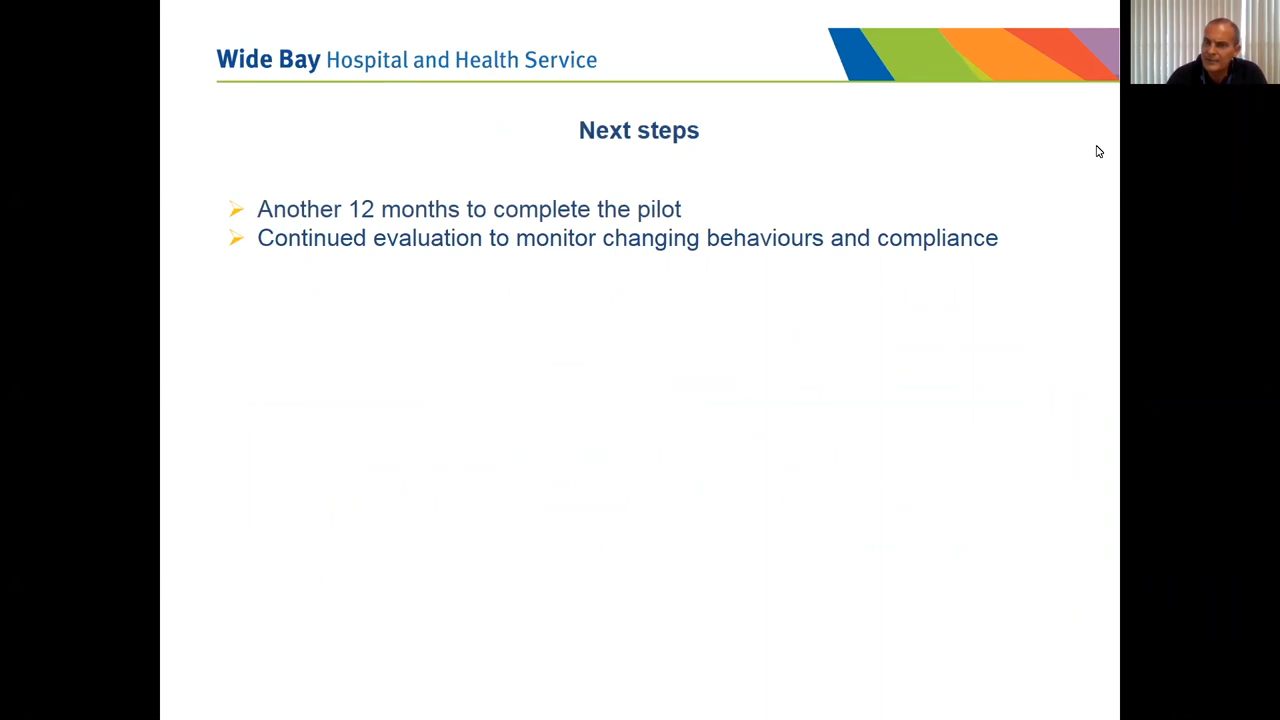 Wide Bay Hospital and Health Service
Next steps
Another 12 months to complete the pilot
Continued evaluation to monitor changing behaviours and compliance